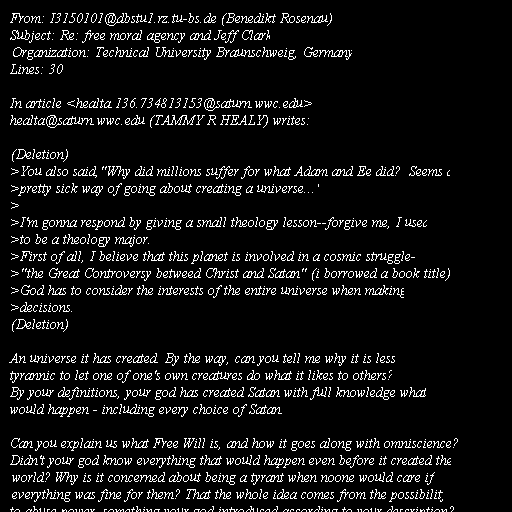 From: I3150101@dbstu1.rz.tu-bs.de (Benedikt Rosenau)
Subject: Re: free moral agency and Jeff Clark
Organization: Technical University Braunschweig, Germany
Lines: 30

In article <healta.136.734813153@saturn.wwc.edu>
healta@saturn.wwc.edu (TAMMY R HEALY) writes:

(Deletion)
>You also said,"Why did millions suffer for what Adam and Ee did?  Seems a
>pretty sick way of going about creating a universe..."
>
>I'm gonna respond by giving a small theology lesson--forgive me, I used
>to be a theology major.
>First of all, I believe that this planet is involved in a cosmic struggle-
>"the Great Controversy betweed Christ and Satan" (i borrowed a book title)
>God has to consider the interests of the entire universe when making
>decisions.
(Deletion)

An universe it has created. By the way, can you tell me why it is less
tyrannic to let one of one's own creatures do what it likes to others?
By your definitions, your god has created Satan with full knowledge what
would happen - including every choice of Satan.

Can you explain us what Free Will is, and how it goes along with omniscience?
Didn't your god know everything that would happen even before it created the
world? Why is it concerned about being a tyrant when noone would care if
everything was fine for them? That the whole idea comes from the possibility
to abuse power, something your god introduced according to your description?